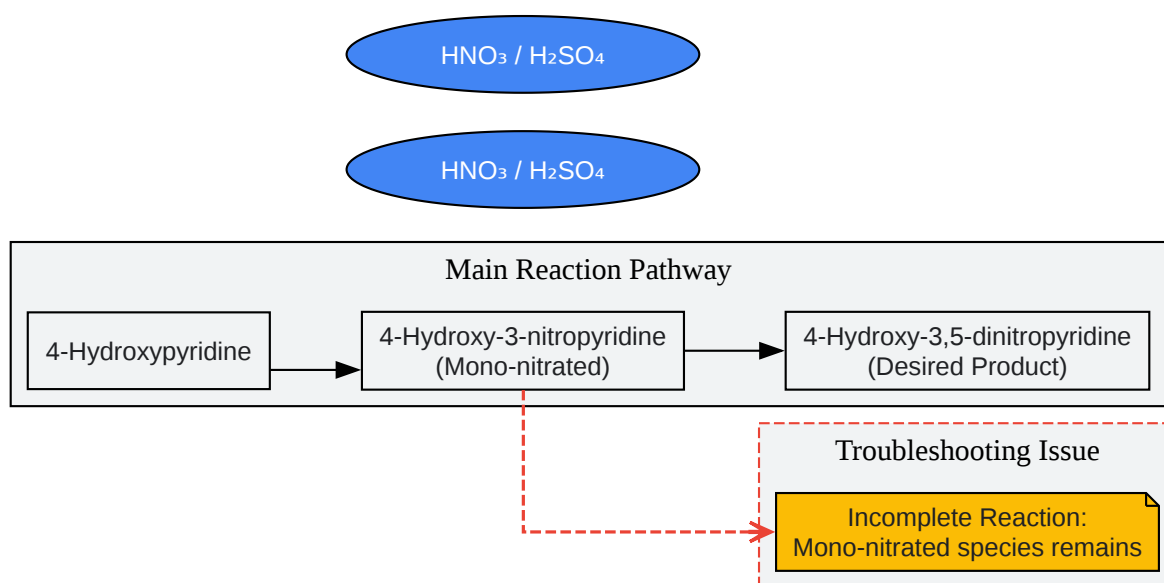 HNO₃ / H₂SO₄
HNO₃ / H₂SO₄
Main Reaction Pathway
4-Hydroxypyridine
4-Hydroxy-3-nitropyridine
(Mono-nitrated)
4-Hydroxy-3,5-dinitropyridine
(Desired Product)
Troubleshooting Issue
Incomplete Reaction:
Mono-nitrated species remains